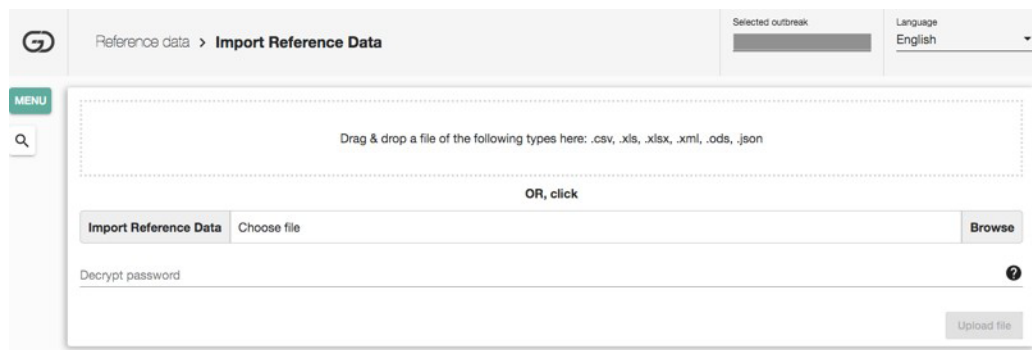 Selected outbreak
Language
Reference data > Import Reference Data
English
MENU
Drag & drop a file of the following types here: .csv, .xls, .xlsx, .xml, .ods, .json
OR, click
Import Reference Data Choose file Browse
Decrypt password ?
Upload file